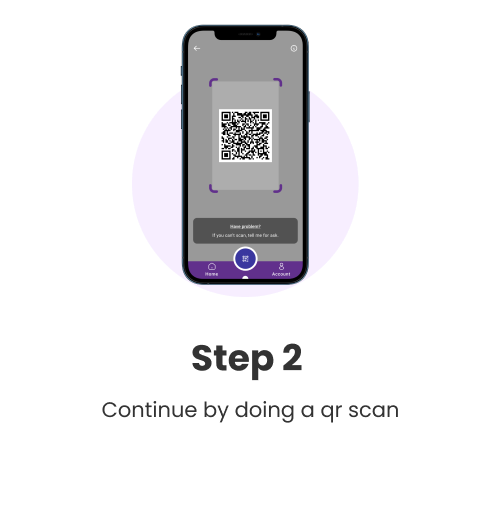 Have problem?
If you can't scan, tell me for ask.
Home
Account
Step 2
Continue by doing a qr scan